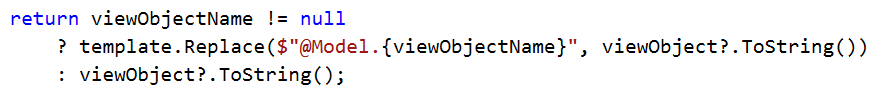 return viewObjectName != null
? template.Replace($"@Model.{viewObjectName}", viewObject?.ToString())
: viewObject?.ToString();